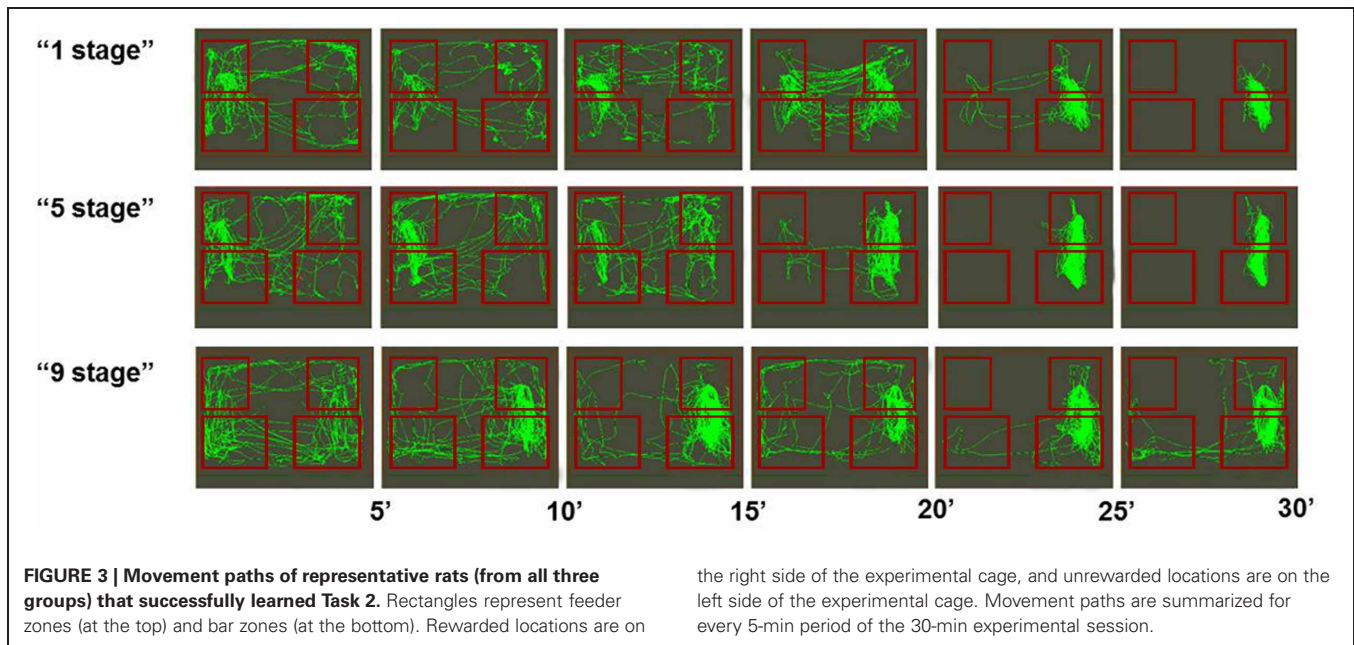 “1 stage”
“5 stage”
“9 stage”
5’ 10’ 15’ 20’ 25’ 30’
FIGURE 3 | Movement paths of representative rats (from all three
groups) that successfully learned Task 2. Rectangles represent feeder
zones (at the top) and bar zones (at the bottom). Rewarded locations are on
the right side of the experimental cage, and unrewarded locations are on the
left side of the experimental cage. Movement paths are summarized for
every 5-min period of the 30-min experimental session.